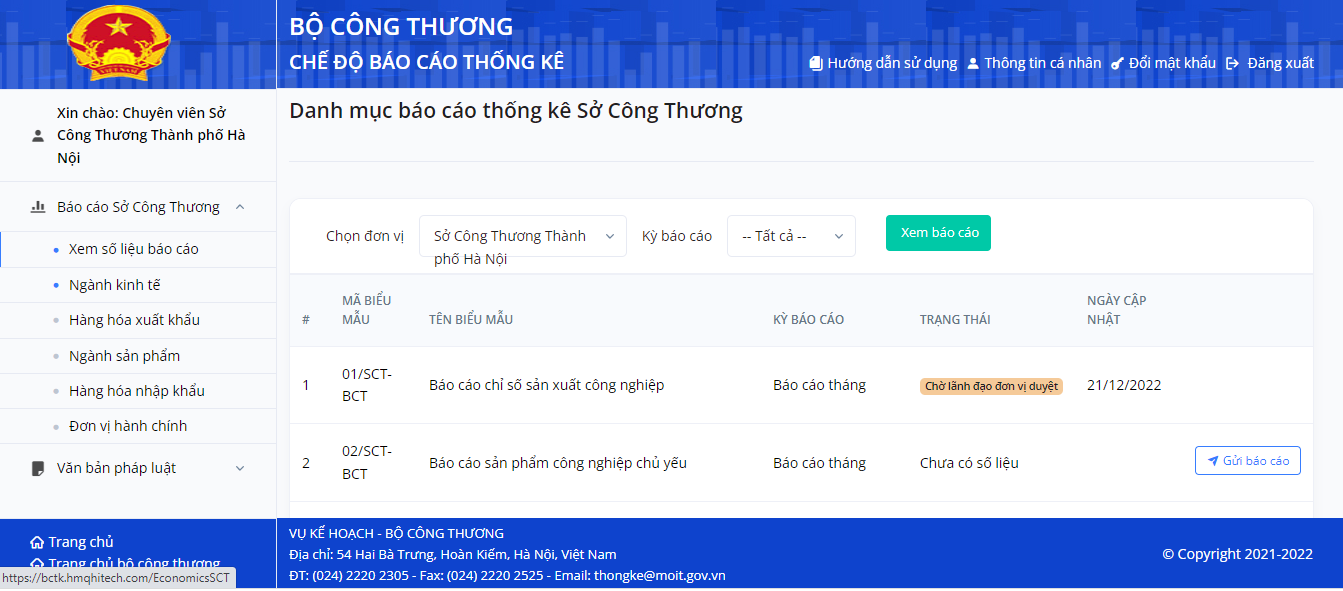 BỘ CÔNG THƯƠNG
CHẾ ĐỘ BÁO CÁO THỐNG KÊ
Hướng dẫn sử dụng Thông tin cá nhân Đổi mật khẩu Đăng xuất
Xin chào: Chuyên viên Sở
Công Thương Thành phố Hà
Nội
Báo cáo Sở Công Thương
Xem số liệu báo cáo
Ngành kinh tế
Hàng hóa xuất khẩu
Ngành sản phẩm
Hàng hóa nhập khẩu
Đơn vị hành chính
Văn bản pháp luật
Danh mục báo cáo thống kê Sở Công Thương
Chọn đơn vị
Sở Công Thương Thành
phố Hà Nội
Kỳ báo cáo
-- Tất cả --
Xem báo cáo
#
MÃ BIỂU
MẪU
TÊN BIỂU MẪU
KỲ BÁO CÁO
TRẠNG THÁI
NGÀY CẬP
NHẬT
1
01/SCT-
BCT
Báo cáo chỉ số sản xuất công nghiệp
Báo cáo tháng
Chờ lãnh đạo đơn vị duyệt
21/12/2022
2
02/SCT-
BCT
Báo cáo sản phẩm công nghiệp chủ yếu
Báo cáo tháng
Chưa có số liệu
Gửi báo cáo
Trang chủ
Trang chủ bộ công thương
https://bctk.hmqhitech.com/EconomicsSCT
VỤ KẾ HOẠCH - BỘ CÔNG THƯƠNG
Địa chỉ: 54 Hai Bà Trưng, Hoàn Kiếm, Hà Nội, Việt Nam
ĐT: (024) 2220 2305 - Fax: (024) 2220 2525 - Email: thongke@moit.gov.vn
© Copyright 2021-2022